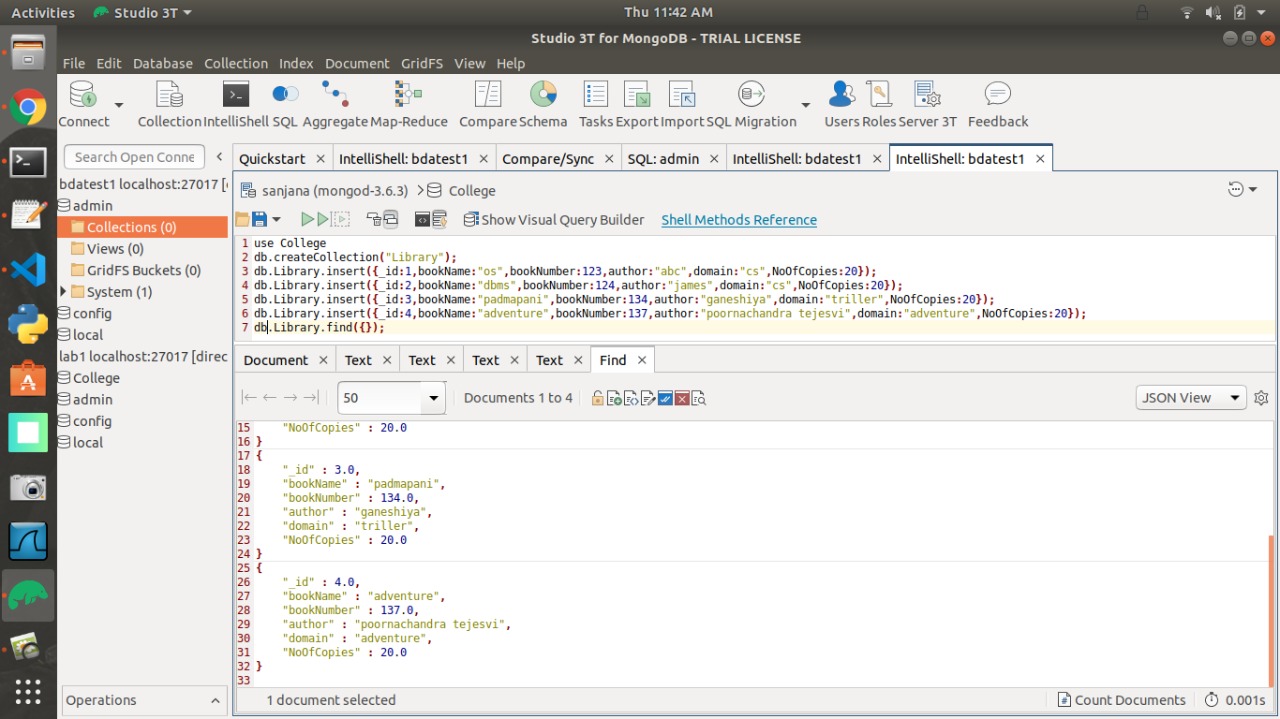 Activities Studio 3T Thu 11:42 AM
Studio 3T for MongoDB - TRIAL LICENSE
File Edit Database Collection Index Document GridFS View Help
Connect Collection IntelliShell SQL Aggregate Map-Reduce Compare Schema Tasks Export Import SQL Migration Users Roles Server 3T Feedback
Search Open Conne
bdatest1 localhost:27017 [
admin
Collections (0)
Views (0)
GridFS Buckets (0)
System (1)
config
local
lab1 localhost:27017 [direc
College
admin
config
local
Operations
Quickstart IntelliShell: bdatest1 Compare/Sync SQL: admin IntelliShell: bdatest1 IntelliShell: bdatest1
sanjana (mongod-3.6.3) College
Show Visual Query Builder Shell Methods Reference
1 use College
2 db.createCollection("Library");
3 db.Library.insert({_id:1,bookName:"os",bookNumber:123,author:"abc",domain:"cs",NoOfCopies:20});
4 db.Library.insert({_id:2,bookName:"dbms",bookNumber:124,author:"james",domain:"cs",NoOfCopies:20});
5 db.Library.insert({_id:3,bookName:"padmapani",bookNumber:134,author:"ganeshiya",domain:"triller",NoOfCopies:20});
6 db.Library.insert({_id:4,bookName:"adventure",bookNumber:137,author:"poornachandra tejesvi",domain:"adventure",NoOfCopies:20});
7 db.Library.find({});
Document Text Text Text Text Find
50 Documents 1 to 4 JSON View
15 "NoOfCopies" : 20.0
16 }
17 {
18 "_id" : 3.0,
19 "bookName" : "padmapani",
20 "bookNumber" : 134.0,
21 "author" : "ganeshiya",
22 "domain" : "triller",
23 "NoOfCopies" : 20.0
24 }
25 {
26 "_id" : 4.0,
27 "bookName" : "adventure",
28 "bookNumber" : 137.0,
29 "author" : "poornachandra tejesvi",
30 "domain" : "adventure",
31 "NoOfCopies" : 20.0
32 }
33
1 document selected Count Documents 0.001s